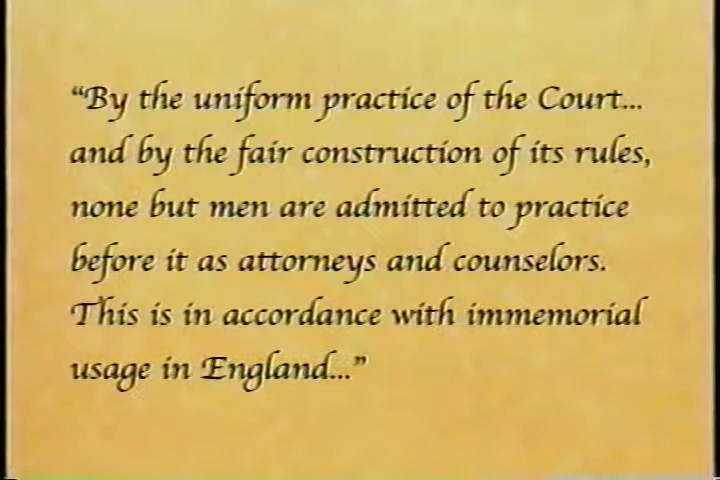 “By the uniform practice of the Court...
and by the fair construction of its rules,
none but men are admitted to practice
before it as attorneys and counselors.
This is in accordance with immemorial
usage in England...”